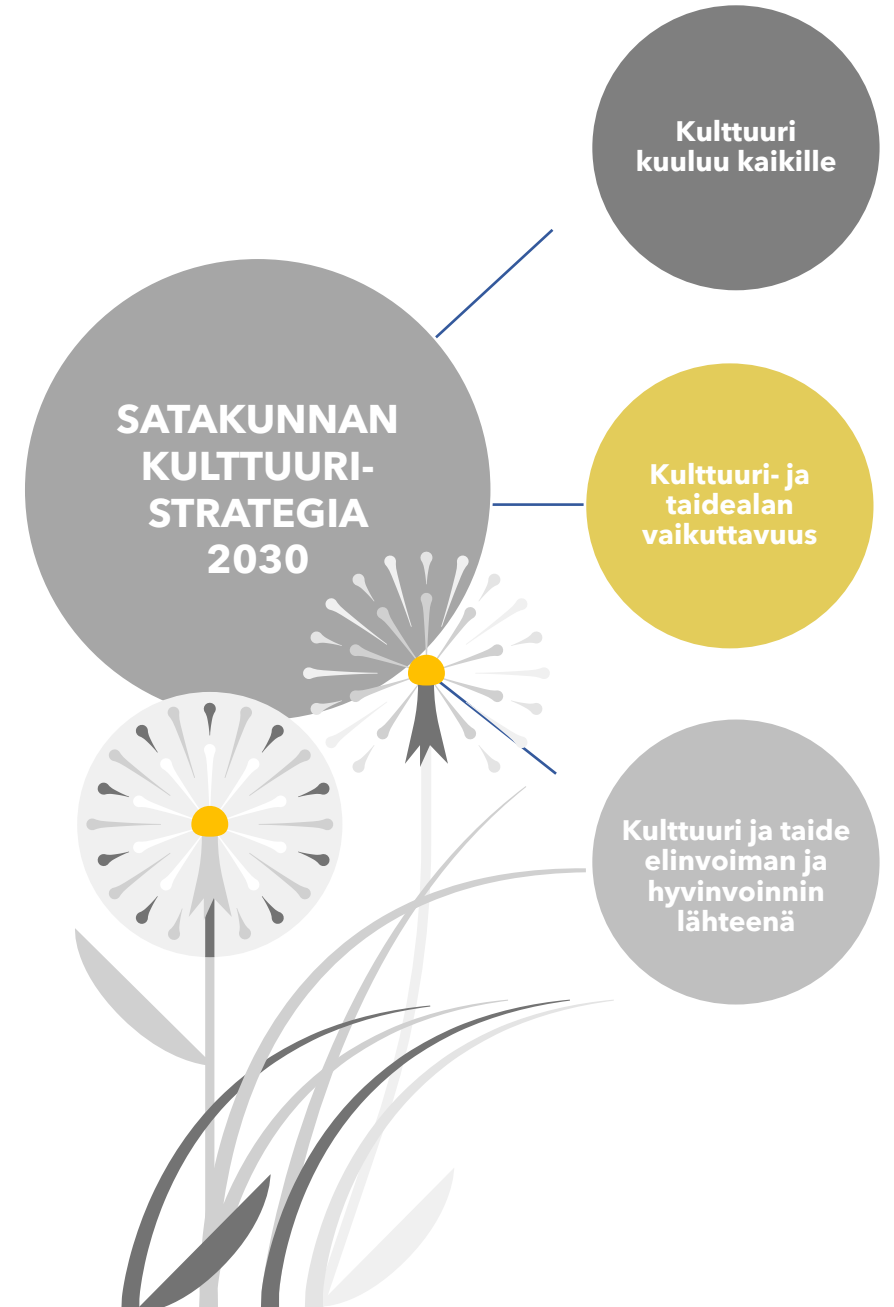 Kulttuuri
kuuluu kaikille
SATAKUNNAN
KULTTUURI-
STRATEGIA
2030
Kulttuuri- ja
taidealan
vaikuttavuus
Kulttuuri ja taide
elinvoiman ja
hyvinvoinnin
lähteenä